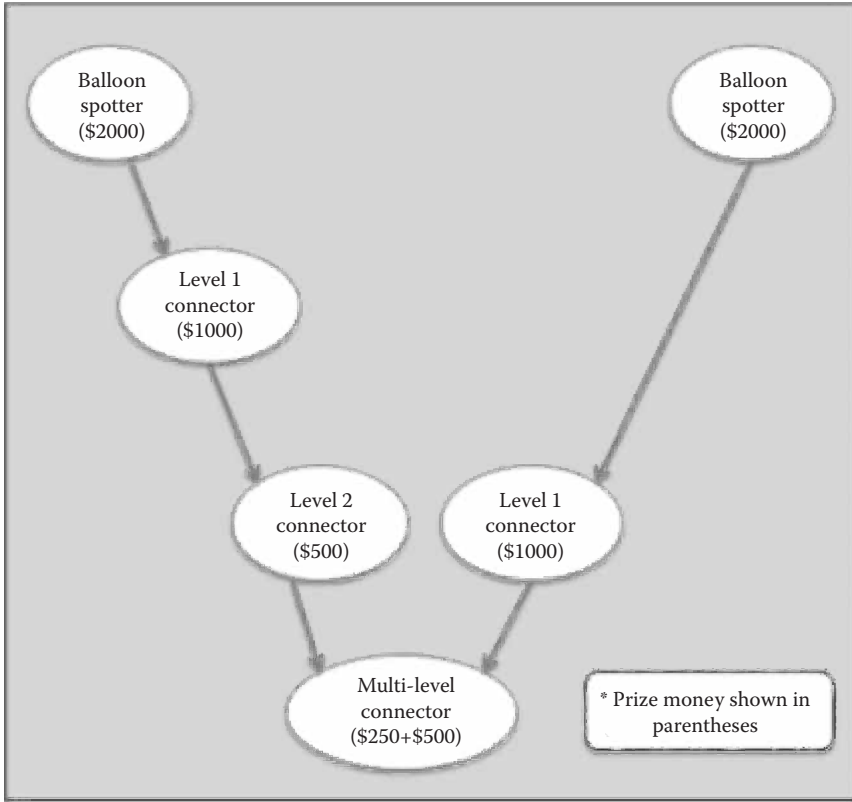 Balloon
spotter
($2000)
Balloon
spotter
($2000)
Level 1
connector
($1000)
Level 2
connector
($500)
Level 1
connector
($1000)
Multi-level
connector
($250+$500)
* Prize money shown in
parentheses